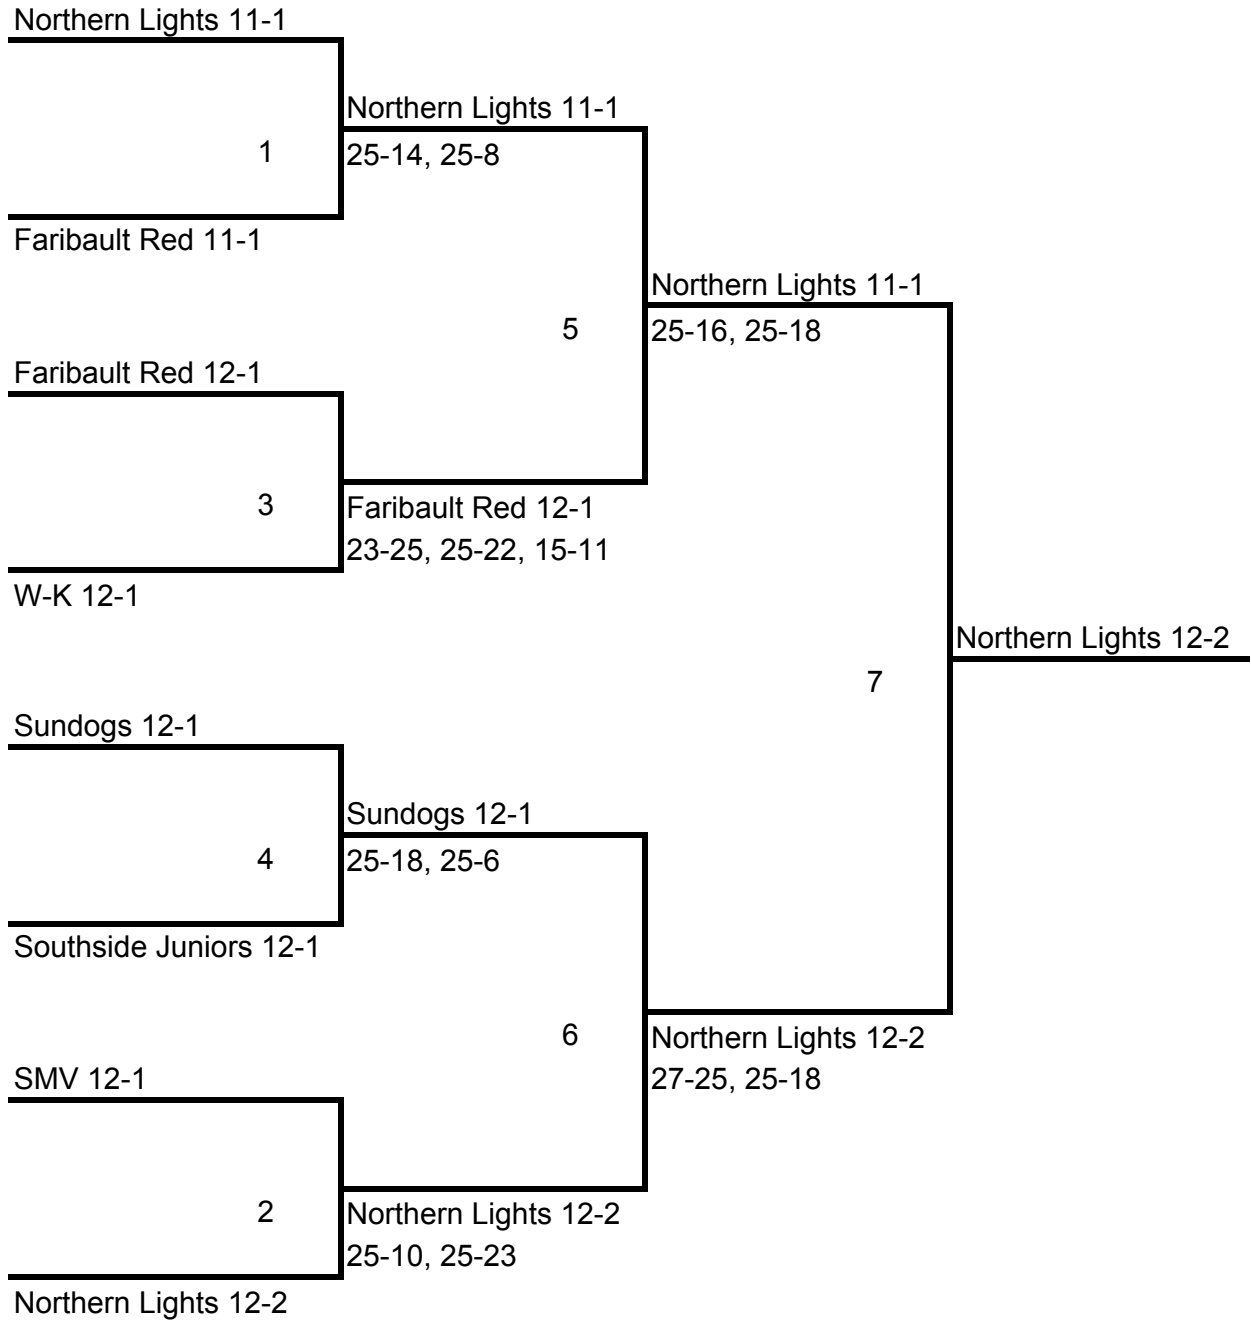 Northern Lights 11-1
Northern Lights 11-1
1
25-14, 25-8
Faribault Red 11-1
Northern Lights 11-1
5
25-16, 25-18
Faribault Red 12-1
3
Faribault Red 12-1
23-25, 25-22, 15-11
W-K 12-1
Northern Lights 12-2
7
Sundogs 12-1
Sundogs 12-1
4
25-18, 25-6
Southside Juniors 12-1
6
Northern Lights 12-2
27-25, 25-18
SMV 12-1
2
Northern Lights 12-2
25-10, 25-23
Northern Lights 12-2